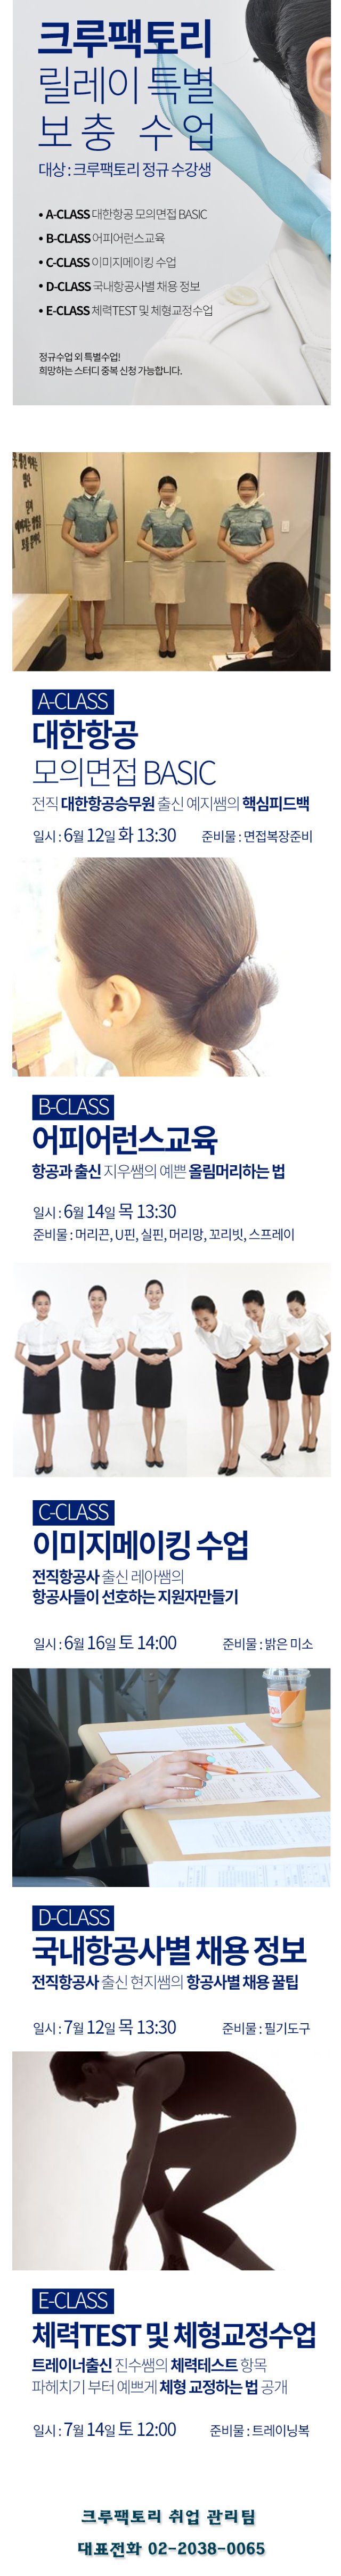 크루팩토리
릴레이 특별
보충 수업
대상 : 크루팩토리 정규 수강생
• A-CLASS 대한항공 모의면접 BASIC
• B-CLASS 어피어런스교육
• C-CLASS 이미지메이킹 수업
• D-CLASS 국내항공사별 채용 정보
• E-CLASS 체력TEST 및 체형교정수업
정규수업 외 특별수업!
희망하는 스터디 중복 신청 가능합니다.
A-CLASS
대한항공
모의면접 BASIC
전직 대한항공승무원 출신 예지쌤의 핵심피드백
일시 : 6월 12일 화 13:30 준비물 : 면접복장준비
B-CLASS
어피어런스교육
항공과 출신 지우쌤의 예쁜 올림머리하는 법
일시 : 6월 14일 목 13:30
준비물 : 머리끈, U핀, 실핀, 머리망, 꼬리빗, 스프레이
C-CLASS
이미지메이킹 수업
전직항공사 출신 레아쌤의
항공사들이 선호하는 지원자만들기
일시 : 6월 16일 토 14:00 준비물 : 밝은 미소
D-CLASS
국내항공사별 채용 정보
전직항공사 출신 현지쌤의 항공사별 채용 꿀팁
일시 : 7월 12일 목 13:30 준비물 : 필기도구
E-CLASS
체력TEST 및 체형교정수업
트레이너출신 진수쌤의 체력테스트 항목
파헤치기 부터 예쁘게 체형 교정하는 법 공개
일시 : 7월 14일 토 12:00 준비물 : 트레이닝복
크루팩토리 취업 관리팀
대표전화 02-2038-0065